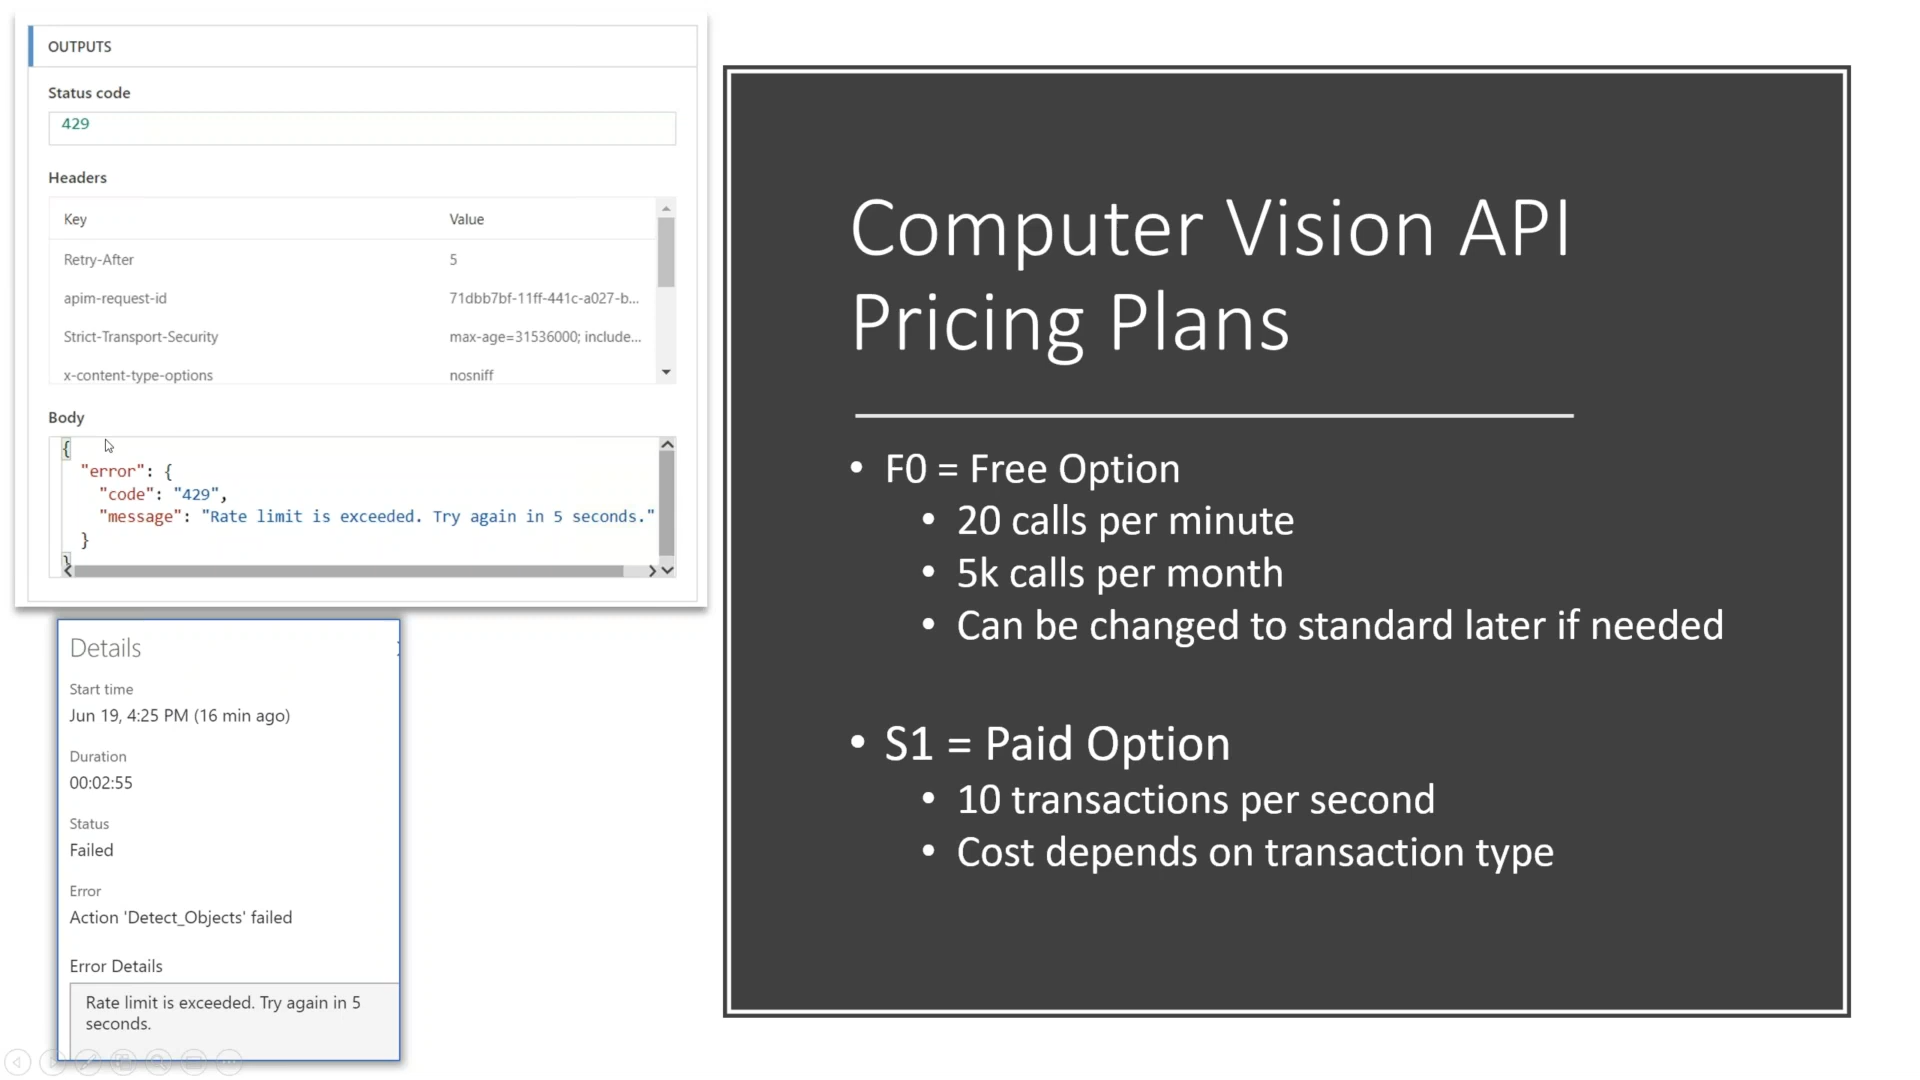 OUTPUTS
Status code
429
Headers
Key Value
Retry-After 5
apim-request-id 71dbb7bf-11ff-441c-a027-b...
Strict-Transport-Security max-age=31536000; include...
x-content-type-options nosniff
Body
{
"error": {
"code": "429",
"message": "Rate limit is exceeded. Try again in 5 seconds."
}
}
Details
Start time
Jun 19, 4:25 PM (16 min ago)
Duration
00:02:55
Status
Failed
Error
Action 'Detect_Objects' failed
Error Details
Rate limit is exceeded. Try again in 5
seconds.
Computer Vision API
Pricing Plans
• F0 = Free Option
• 20 calls per minute
• 5k calls per month
• Can be changed to standard later if needed
• S1 = Paid Option
• 10 transactions per second
• Cost depends on transaction type